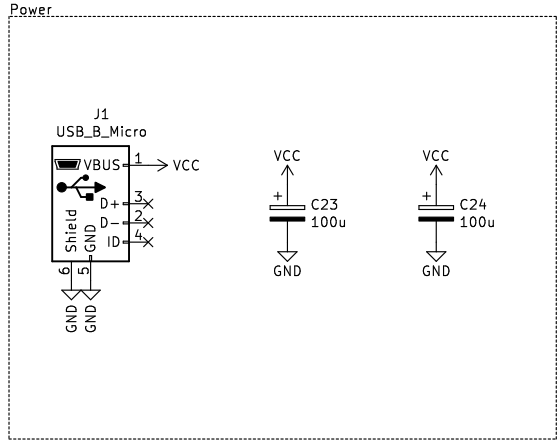 Power
J1
USB_B_Micro
VBUS 1 VCC
D+ 3
D- 2
ID 4
Shield
GND
6
5
GND
GND
VCC
+
C23
100u
GND
VCC
+
C24
100u
GND